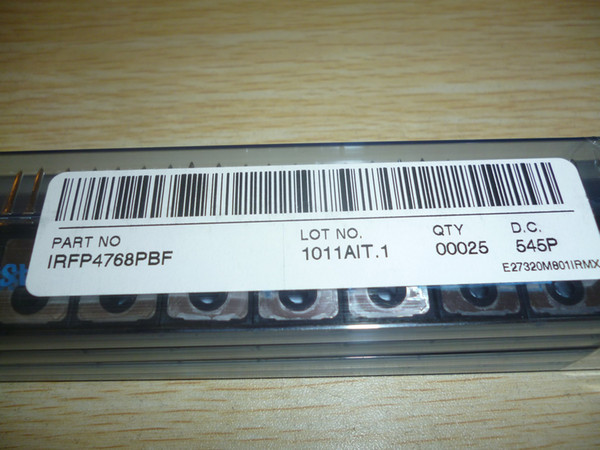 PART NO
IRFP4768PBF
LOT NO.
1011AIT.1
QTY
00025
D.C.
545P
E27320M801IRMX